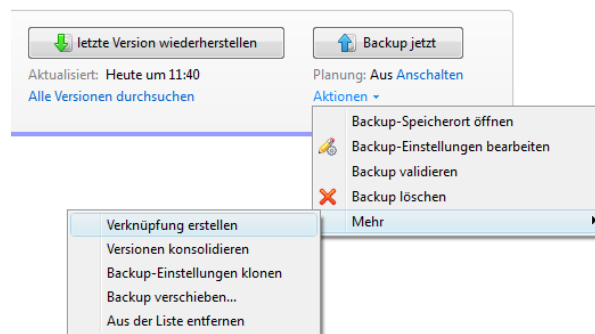 letzte Version wiederherstellen
Backup jetzt
Aktualisiert: Heute um 11:40
Planung: Aus Anschalten
Alle Versionen durchsuchen
Aktionen
Backup-Speicherort öffnen
Backup-Einstellungen bearbeiten
Backup validieren
Backup löschen
Mehr
Verknüpfung erstellen
Versionen konsolidieren
Backup-Einstellungen klonen
Backup verschieben...
Aus der Liste entfernen